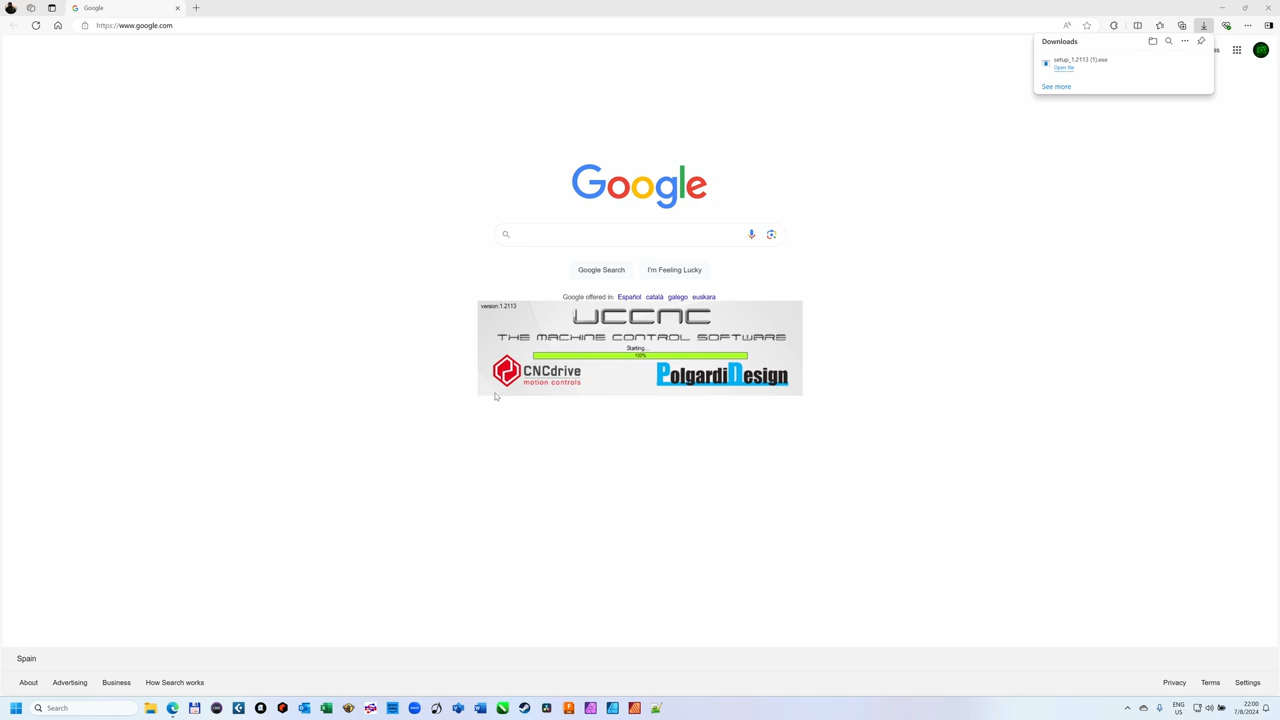 Google
https://www.google.com
Downloads
setup_1.2113 (1).exe
Open file
See more
Google
Google Search
I'm Feeling Lucky
Google offered in: Español català galego euskara
version:1.2113
UCCNC
THE MACHINE CONTROL SOFTWARE
Starting...
100%
CNCdrive
motion controls
PolgardiDesign
Spain
About
Advertising
Business
How Search works
Privacy
Terms
Settings
Search
ENG
US
22:00
7/8/2024